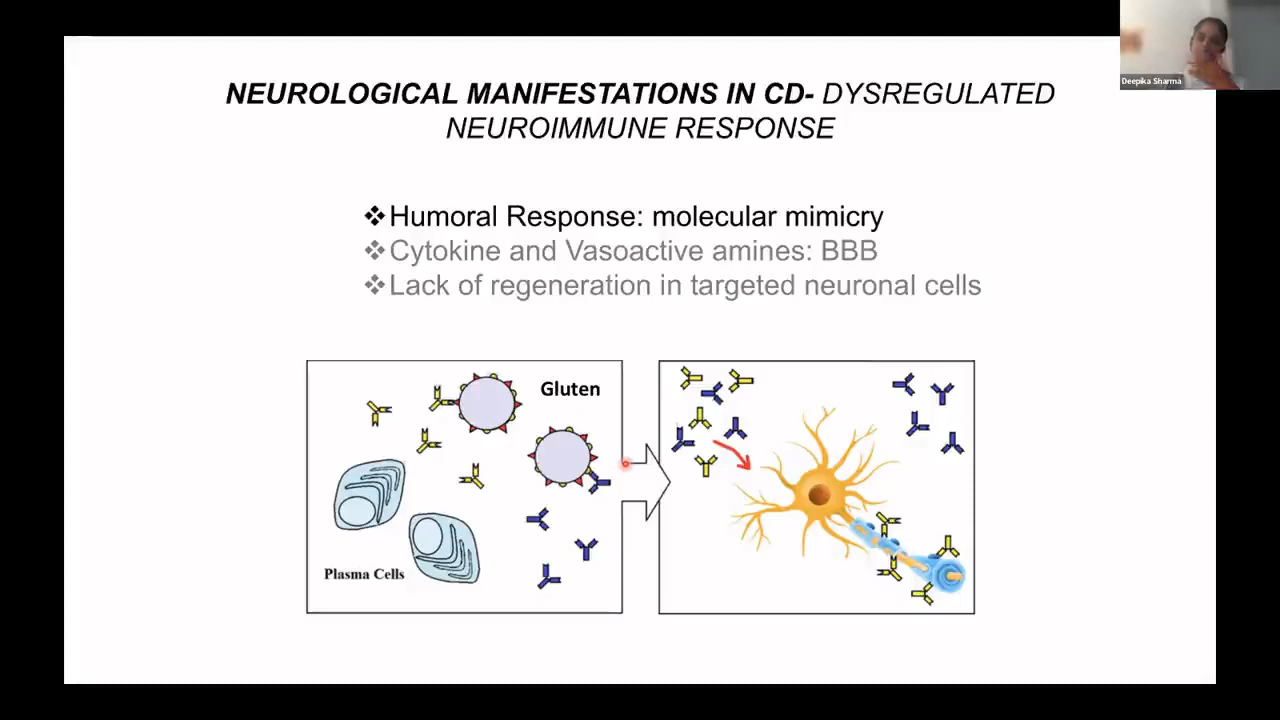 Deepika Sharma
NEUROLOGICAL MANIFESTATIONS IN CD- DYSREGULATED
NEUROIMMUNE RESPONSE
❖Humoral Response: molecular mimicry
❖Cytokine and Vasoactive amines: BBB
❖Lack of regeneration in targeted neuronal cells
Gluten
Plasma Cells